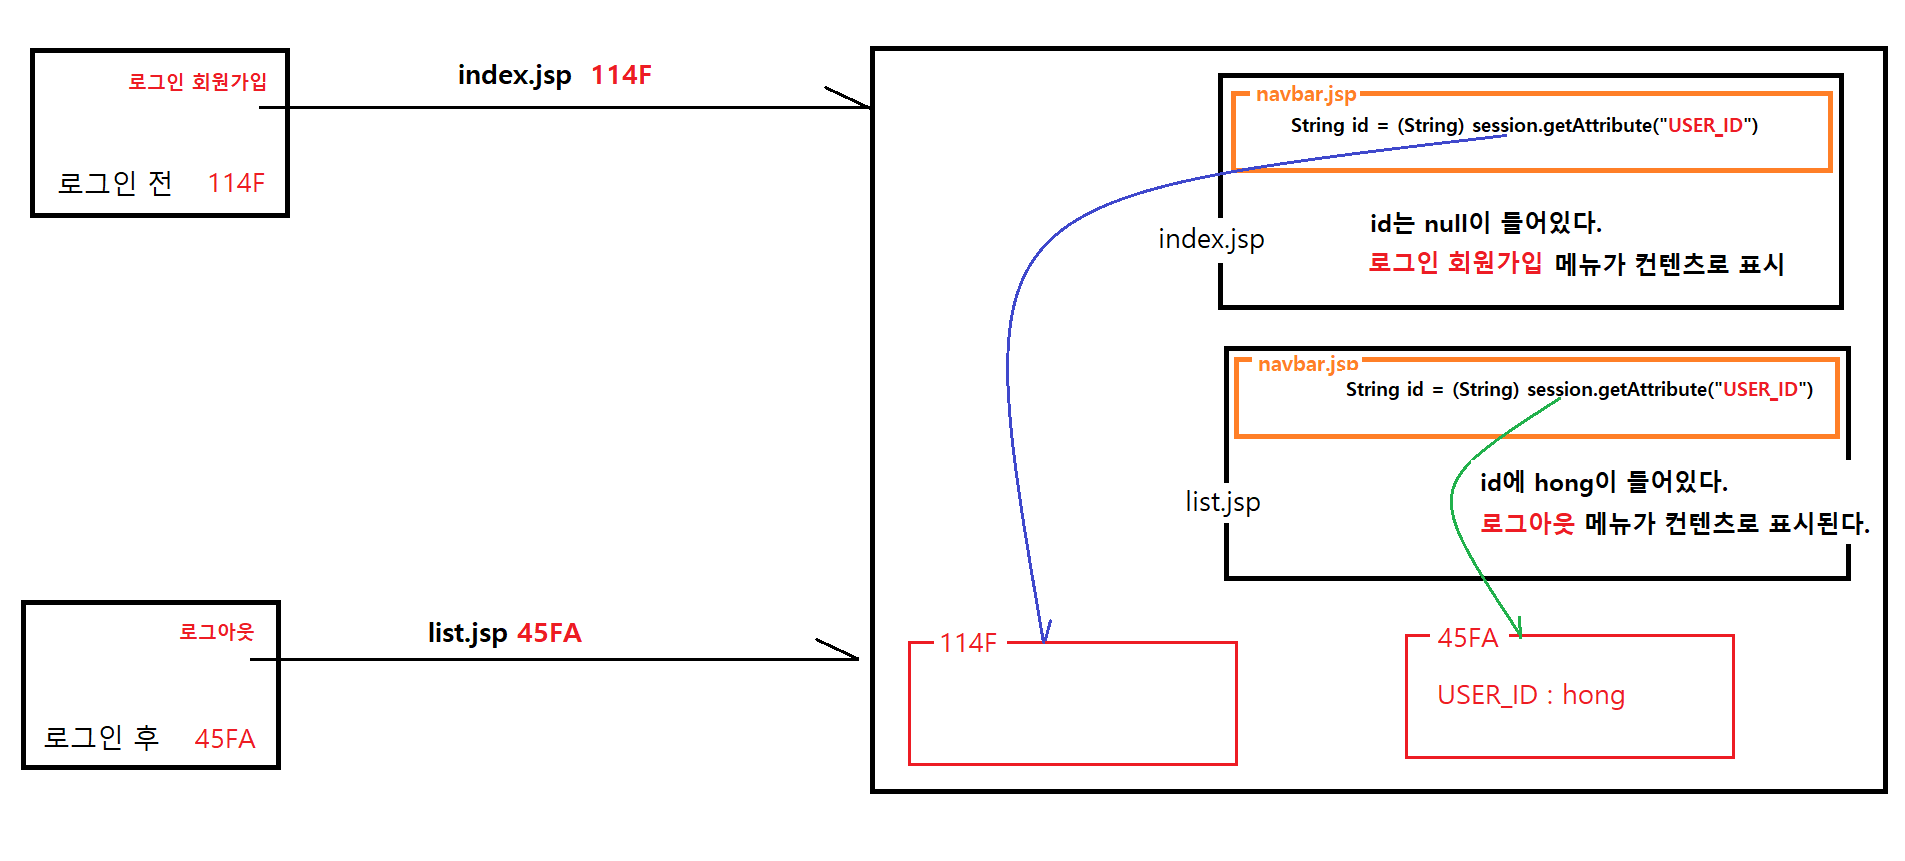 로그인 회원가입
로그인 전 114F
index.jsp 114F
navbar.jsp
String id = (String) session.getAttribute("USER_ID")
index.jsp
id는 null이 들어있다.
로그인 회원가입 메뉴가 컨텐츠로 표시
navbar.jsp
String id = (String) session.getAttribute("USER_ID")
list.jsp
id에 hong이 들어있다.
로그아웃 메뉴가 컨텐츠로 표시된다.
로그아웃
로그인 후 45FA
list.jsp 45FA
114F
45FA
USER_ID : hong